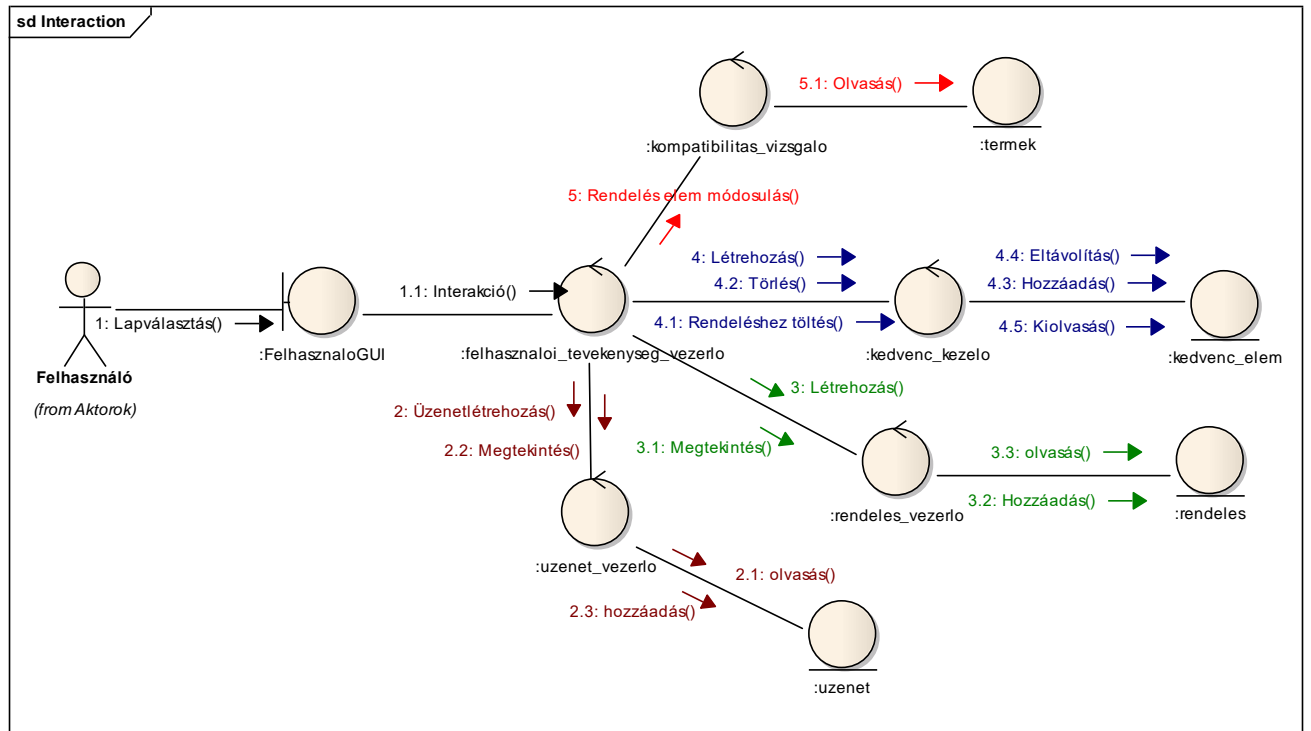 sd Interaction
5.1: Olvasás()
:kompatibilitas_vizsgalo
:termek
5: Rendelés elem módosulás()
4: Létrehozás()
4.2: Törlés()
4.1: Rendeléshez töltés()
4.4: Eltávolítás()
4.3: Hozzáadás()
4.5: Kiolvasás()
1.1: Interakció()
1: Lapválasztás()
:FelhasznaloGUI
:felhasznaloi_tevekenyseg_vezerlo
:kedvenc_kezelo
:kedvenc_elem
Felhasználó
(from Aktorok)
2: Üzenetlétrehozás()
2.2: Megtekintés()
3: Létrehozás()
3.1: Megtekintés()
3.3: olvasás()
3.2: Hozzáadás()
:rendeles_vezerlo
:rendeles
:uzenet_vezerlo
2.1: olvasás()
2.3: hozzáadás()
:uzenet